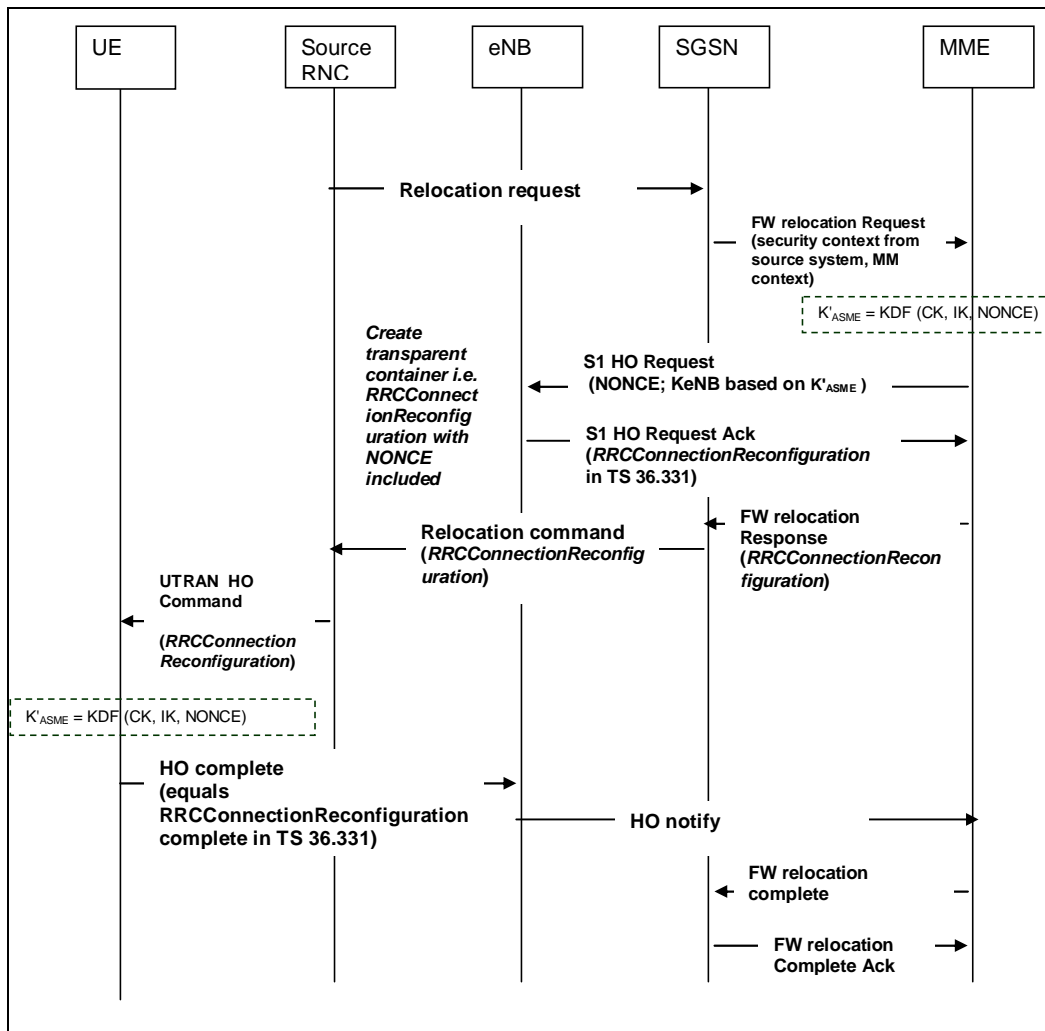 UE
Source
RNC
eNB
SGSN
MME
Relocation request
FW relocation Request
(security context from
source system, MM
context)
K'ASME = KDF (CK, IK, NONCE)
Create
transparent
container i.e.
RRCConnect
ionReconfig
uration with
NONCE
included
S1 HO Request
(NONCE; KeNB based on K'ASME )
S1 HO Request Ack
(RRCConnectionReconfiguration
in TS 36.331)
FW relocation
Response
(RRCConnectionRecon
figuration)
Relocation command
(RRCConnectionReconfig
uration)
UTRAN HO
Command
(RRCConnection
Reconfiguration)
K'ASME = KDF (CK, IK, NONCE)
HO complete
(equals
RRCConnectionReconfiguration
complete in TS 36.331)
HO notify
FW relocation
complete
FW relocation
Complete Ack